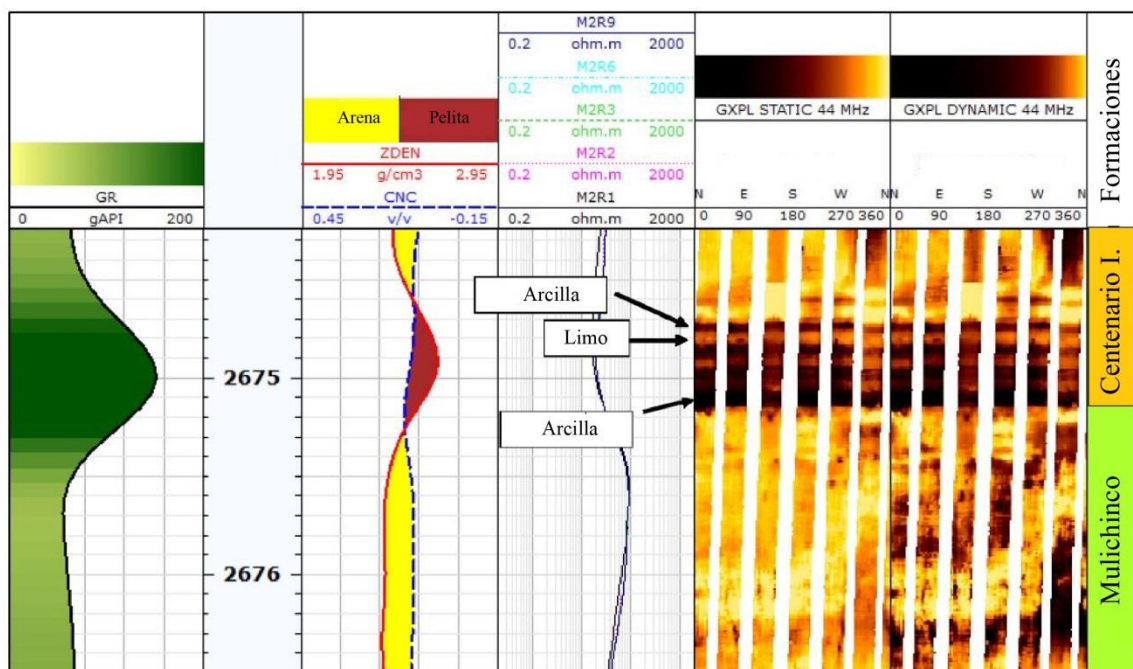 GR
0 gAPI 200
Arena Pelita
ZDEN
1.95 g/cm3 2.95
CNC
0.45 v/v -0.15
M2R9
0.2 ohm.m 2000
M2R6
0.2 ohm.m 2000
M2R3
0.2 ohm.m 2000
M2R2
0.2 ohm.m 2000
M2R1
0.2 ohm.m 2000
GXPL STATIC 44 MHz
N E S W N
0 90 180 270 360
GXPL DYNAMIC 44 MHz
N E S W N
0 90 180 270 360
Formaciones
2675
2676
Arcilla
Limo
Arcilla
Centenario I.
Mulichinco